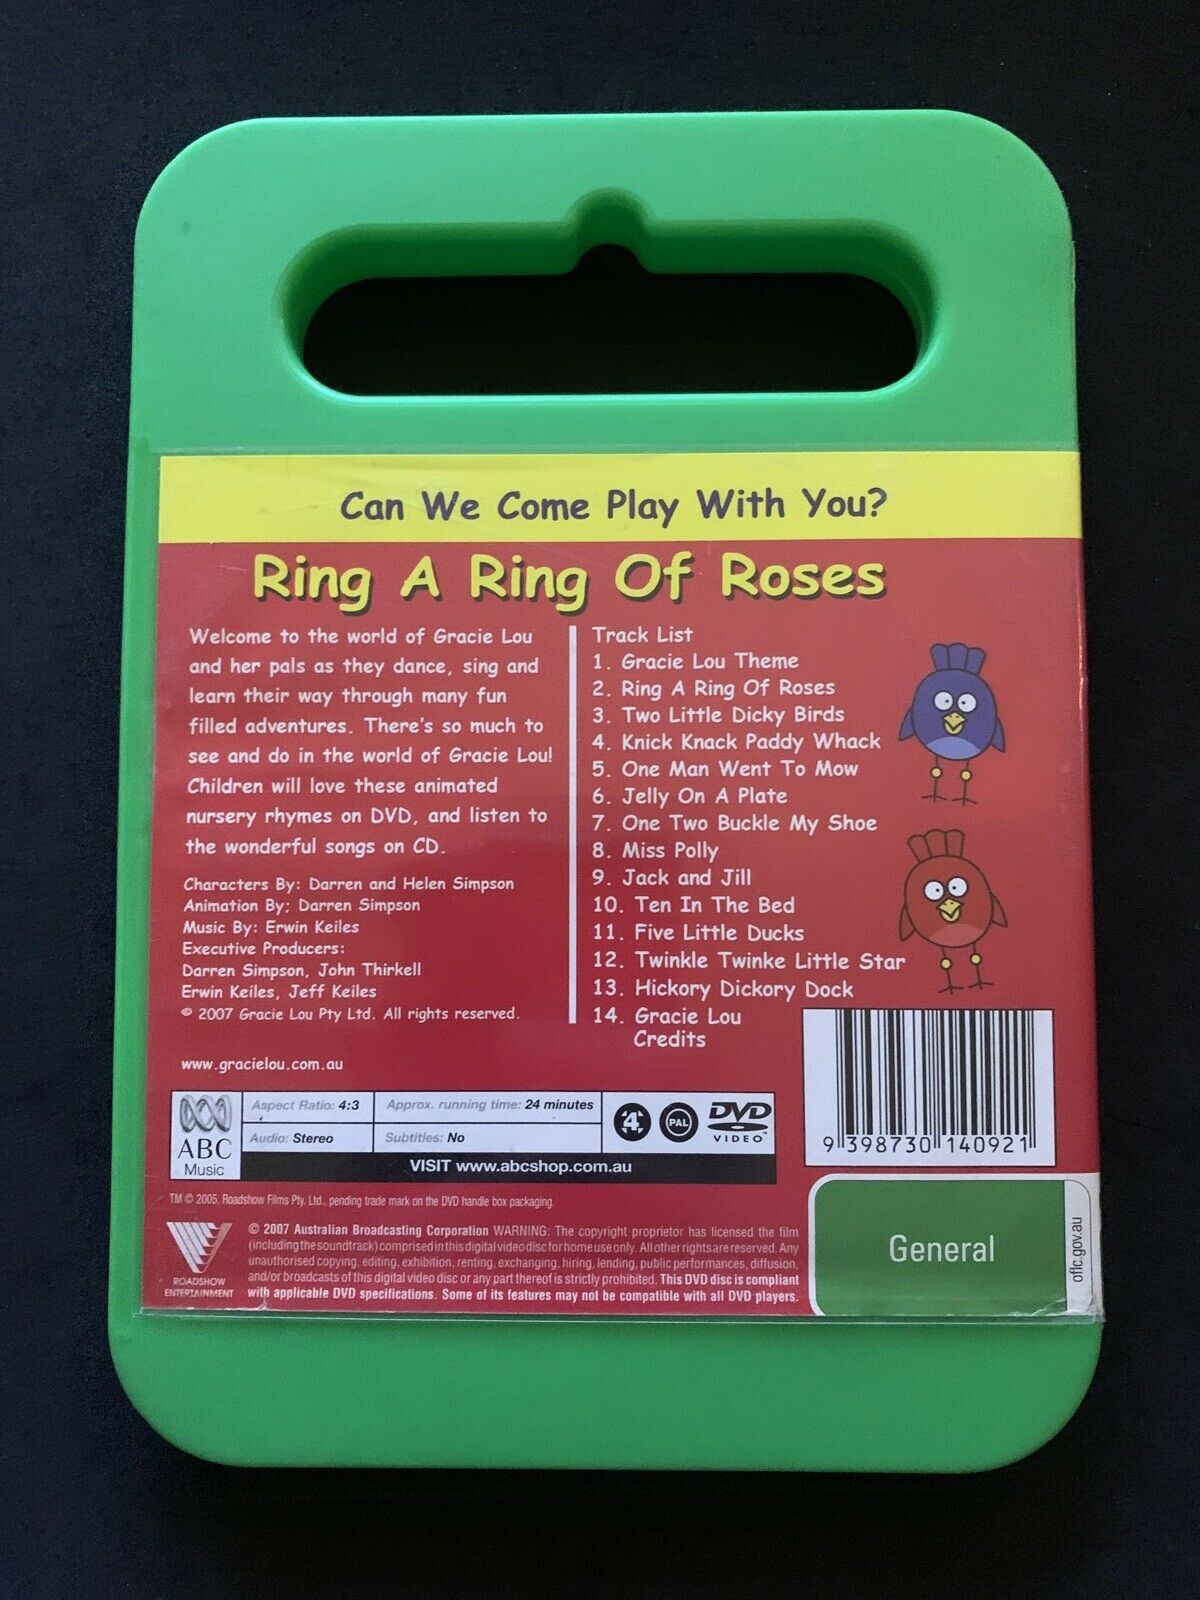 Can We Come Play With You?
Ring A Ring Of Roses
Welcome to the world of Gracie Lou
and her pals as they dance, sing and
learn their way through many fun
filled adventures. There's so much to
see and do in the world of Gracie Lou!
Children will love these animated
nursery rhymes on DVD, and listen to
the wonderful songs on CD.
Characters By: Darren and Helen Simpson
Animation By; Darren Simpson
Music By: Erwin Keiles
Executive Producers:
Darren Simpson, John Thirkell
Erwin Keiles, Jeff Keiles
© 2007 Gracie Lou Pty Ltd. All rights reserved.
www.gracielou.com.au
Track List
1. Gracie Lou Theme
2. Ring A Ring Of Roses
3. Two Little Dicky Birds
4. Knick Knack Paddy Whack
5. One Man Went To Mow
6. Jelly On A Plate
7. One Two Buckle My Shoe
8. Miss Polly
9. Jack and Jill
10. Ten In The Bed
11. Five Little Ducks
12. Twinkle Twinke Little Star
13. Hickory Dickory Dock
14. Gracie Lou
Credits
9 398730 140921
ABC
Music
Aspect Ratio: 4:3
Approx. running time: 24 minutes
Audio: Stereo
Subtitles: No
4
PAL
DVD
VIDEO
VISIT www.abcshop.com.au
TM © 2005, Roadshow Films Pty. Ltd., pending trade mark on the DVD handle box packaging.
ROADSHOW
ENTERTAINMENT
© 2007 Australian Broadcasting Corporation WARNING: The copyright proprietor has licensed the film
(including the soundtrack) comprised in this digital video disc for home use only. All other rights are reserved. Any
unauthorised copying, editing, exhibition, renting, exchanging, hiring, lending, public performances, diffusion,
and/or broadcasts of this digital video disc or any part thereof is strictly prohibited. This DVD disc is compliant
with applicable DVD specifications. Some of its features may not be compatible with all DVD players.
General
oflc.gov.au